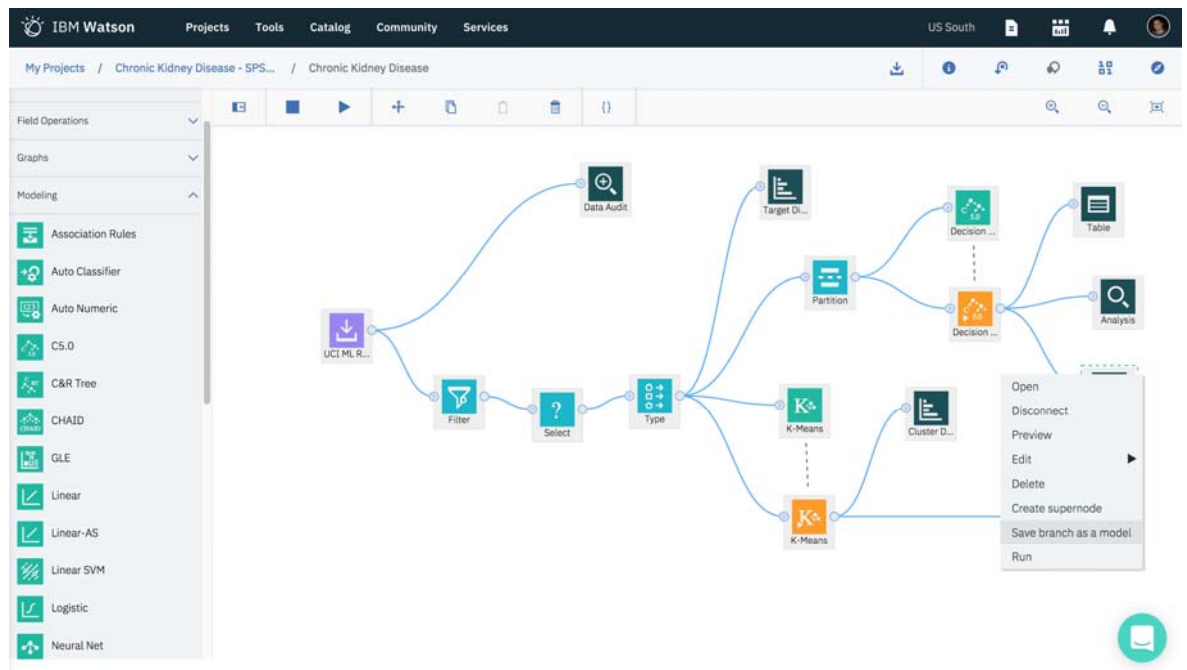 IBM Watson Projects Tools Catalog Community Services US South
My Projects / Chronic Kidney Disease - SPS... / Chronic Kidney Disease
Field Operations
Graphs
Modeling
Association Rules
Auto Classifier
Auto Numeric
C5.0
C&R Tree
CHAID
GLE
Linear
Linear-AS
Linear SVM
Logistic
Neural Net
Data Audit
Target Di...
Decision ...
Table
Partition
Decision ...
Analysis
UCI ML R...
Filter
Select
Type
K-Means
Cluster D...
K-Means
Open
Disconnect
Preview
Edit
Delete
Create supernode
Save branch as a model
Run